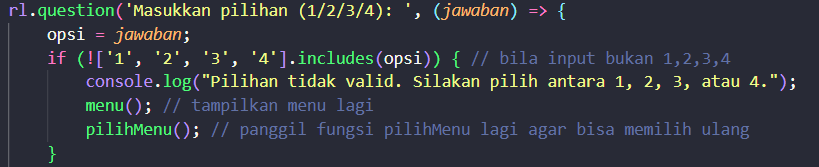 rl.question('Masukkan pilihan (1/2/3/4): ', (jawaban) => {
    opsi = jawaban;
    if (!['1', '2', '3', '4'].includes(opsi)) { // bila input bukan 1,2,3,4
        console.log("Pilihan tidak valid. Silakan pilih antara 1, 2, 3, atau 4.");
        menu(); // tampilkan menu lagi
        pilihMenu(); // panggil fungsi pilihMenu lagi agar bisa memilih ulang
    }